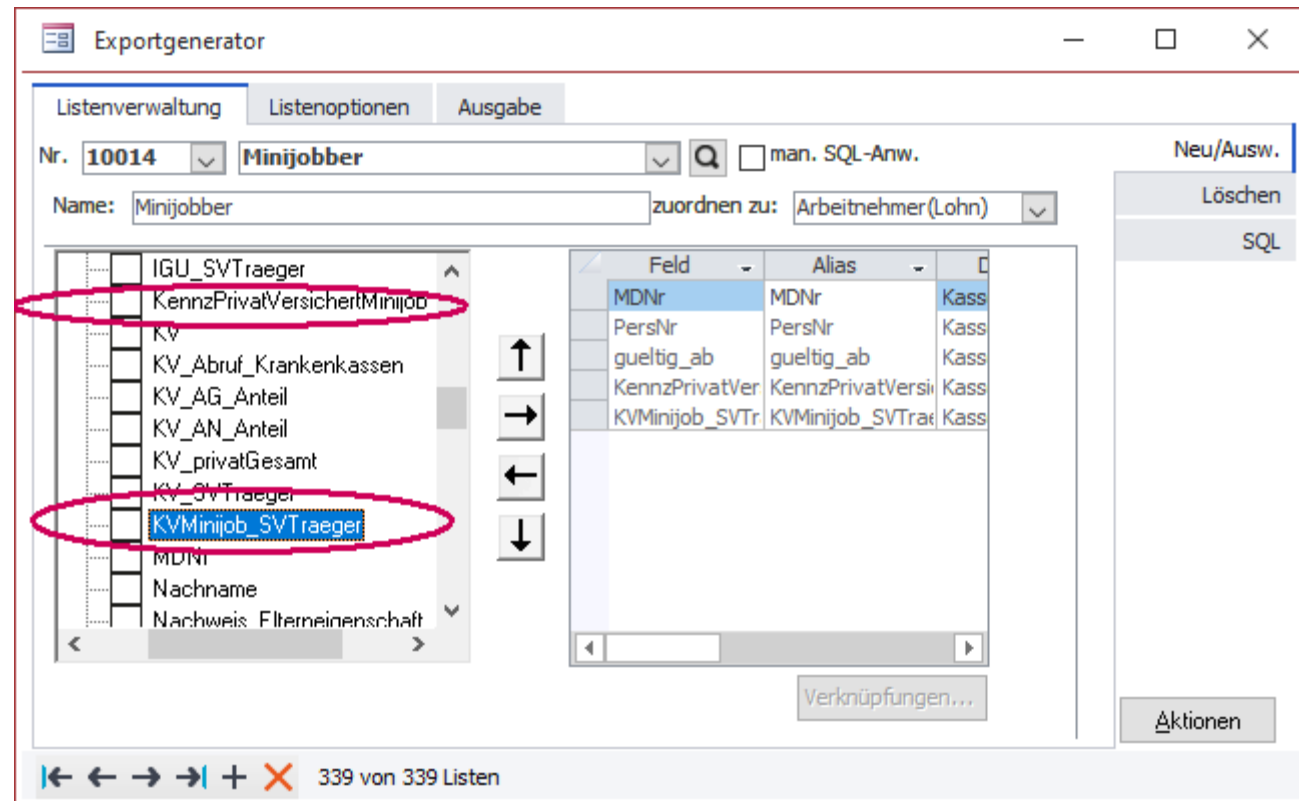 Exportgenerator
Listenverwaltung Listenoptionen Ausgabe
Nr. 10014 Minijobber man. SQL-Anw. Neu/Ausw.
Name: Minijobber zuordnen zu: Arbeitnehmer(Lohn) Löschen
SQL
IGU_SVTraeger
KennzPrivatVersichertMinijob
KV
KV_Abruf_Krankenkassen
KV_AG_Anteil
KV_AN_Anteil
KV_privatGesamt
KV_SVTraeger
KVMinijob_SVTraeger
MDNr
Nachname
Nachweis_Elterneigenschaft
Feld Alias D
MDNr MDNr Kass
PersNr PersNr Kass
gueltig_ab gueltig_ab Kass
KennzPrivatVer KennzPrivatVersi Kass
KVMinijob_SVTr KVMinijob_SVTrae Kass
Verknüpfungen...
Aktionen
339 von 339 Listen